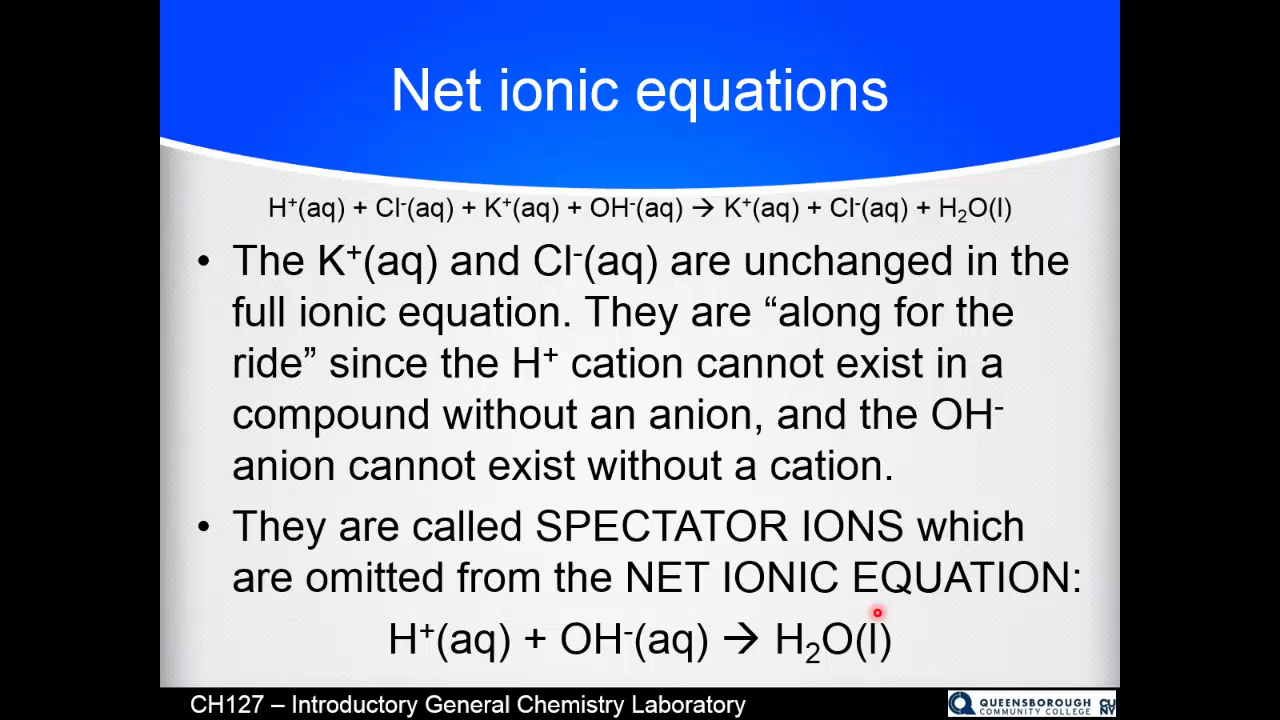 Net ionic equations
H⁺(aq) + Cl⁻(aq) + K⁺(aq) + OH⁻(aq) → K⁺(aq) + Cl⁻(aq) + H₂O(l)
• The K⁺(aq) and Cl⁻(aq) are unchanged in the
full ionic equation. They are “along for the
ride” since the H⁺ cation cannot exist in a
compound without an anion, and the OH⁻
anion cannot exist without a cation.
• They are called SPECTATOR IONS which
are omitted from the NET IONIC EQUATION:
H⁺(aq) + OH⁻(aq) → H₂O(l)
CH127 – Introductory General Chemistry Laboratory
QUEENSBOROUGH
COMMUNITY COLLEGE
CU
NY